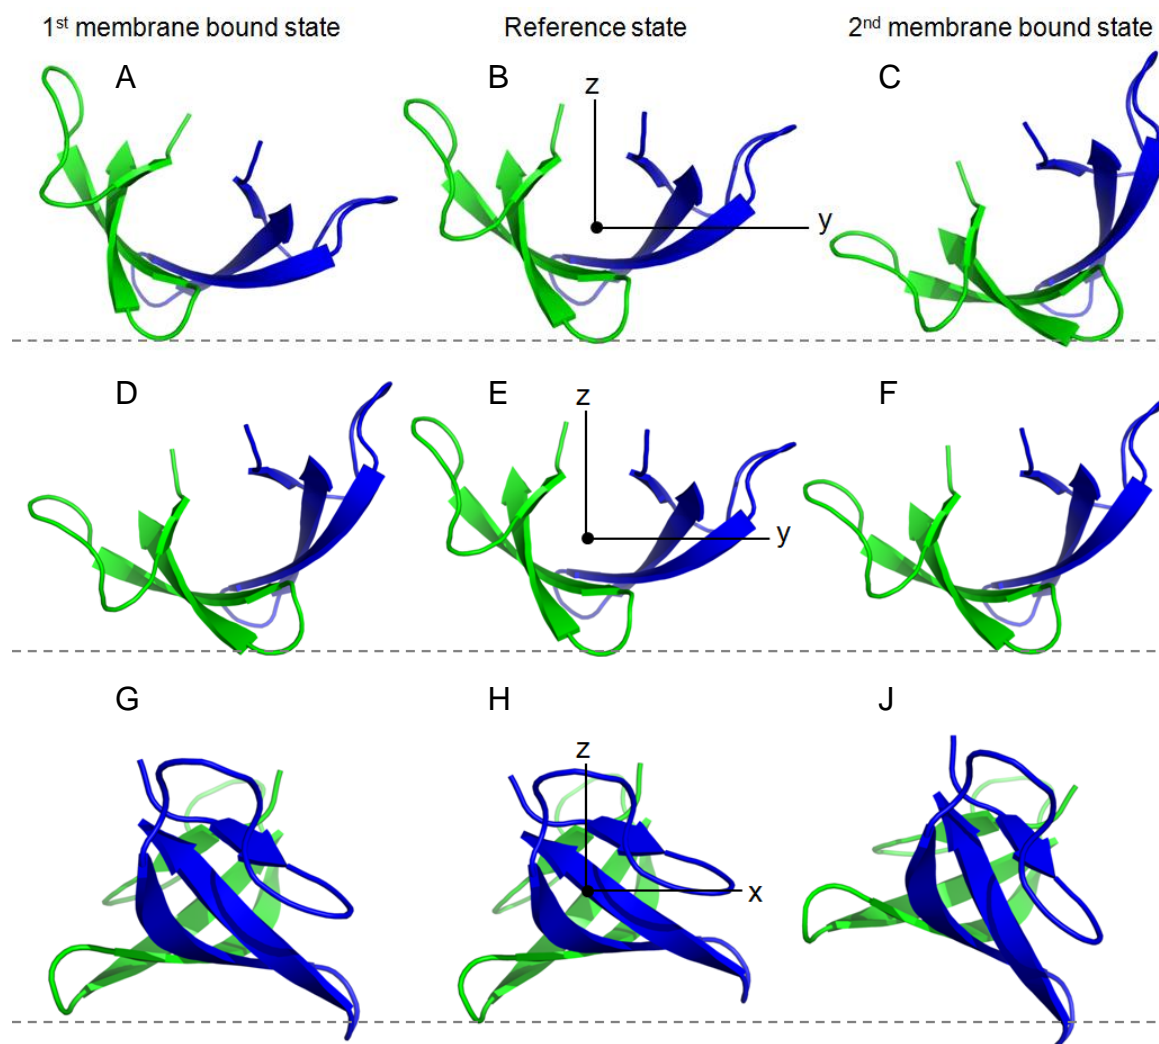 1st membrane bound state Reference state 2nd membrane bound state
A B C
z
y
D E F
z
y
G H J
z
x